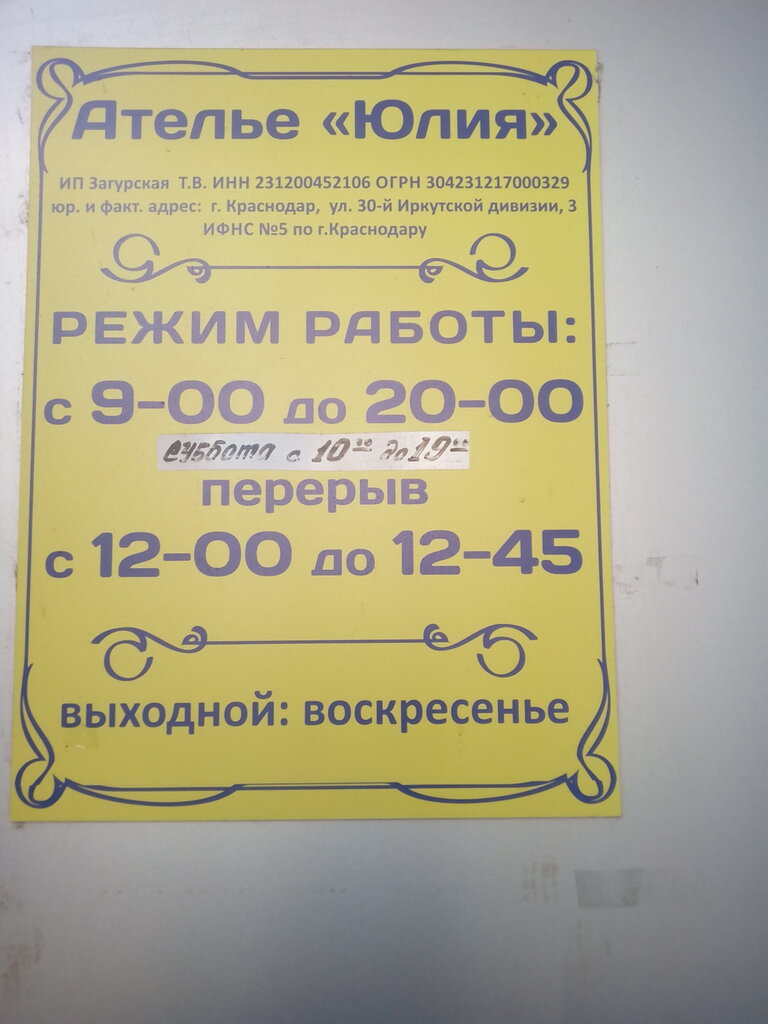 Ателье «Юлия»
ИП Загурская Т.В. ИНН 231200452106 ОГРН 304231217000329
юр. и факт. адрес: г. Краснодар, ул. 30-й Иркутской дивизии, 3
ИФНС №5 по г.Краснодару
РЕЖИМ РАБОТЫ:
с 9-00 до 20-00
суббота с 10⁰⁰ до 19⁰⁰
перерыв
с 12-00 до 12-45
выходной: воскресенье